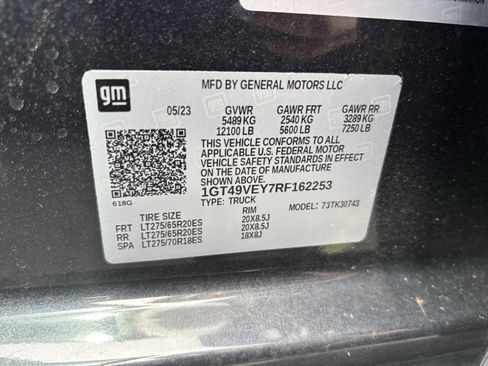 gm
MFD BY GENERAL MOTORS LLC
05/23 GVWR GAWR FRT GAWR RR
5489 KG 2540 KG 3289 KG
12100 LB 5600 LB 7250 LB
THIS VEHICLE CONFORMS TO ALL
APPLICABLE U.S. FEDERAL MOTOR
VEHICLE SAFETY STANDARDS IN EFFECT
ON THE DATE OF MANUFACTURE SHOWN ABOVE.
1GT49VEY7RF162253
618G TYPE: TRUCK MODEL: 73TK30743
TIRE SIZE RIM
FRT LT275/65R20ES 20X8.5J
RR LT275/65R20ES 20X8.5J
SPA LT275/70R18ES 18X8J